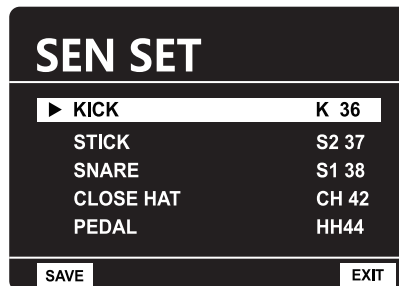 SEN SET
▶ KICK K 36
STICK S2 37
SNARE S1 38
CLOSE HAT CH 42
PEDAL HH44
SAVE EXIT